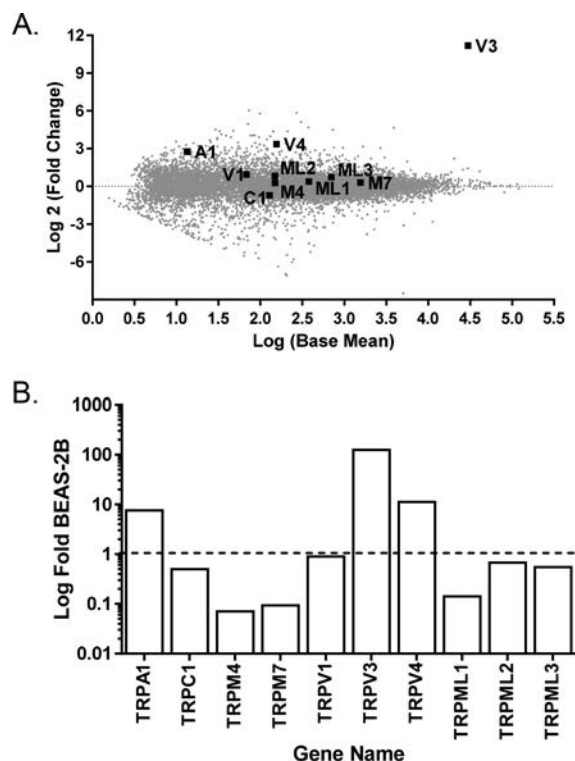 A.
12
9
6
3
0
-3
-6
Log 2 (Fold Change)
V3
A1
V4
V1
ML2
ML3
C1
M4
ML1
M7
0.0 0.5 1.0 1.5 2.0 2.5 3.0 3.5 4.0 4.5 5.0 5.5
Log (Base Mean)
B.
1000
100
10
1
0.1
0.01
Log Fold BEAS-2B
TRPA1
TRPC1
TRPM4
TRPM7
TRPV1
TRPV3
TRPV4
TRPML1
TRPML2
TRPML3
Gene Name